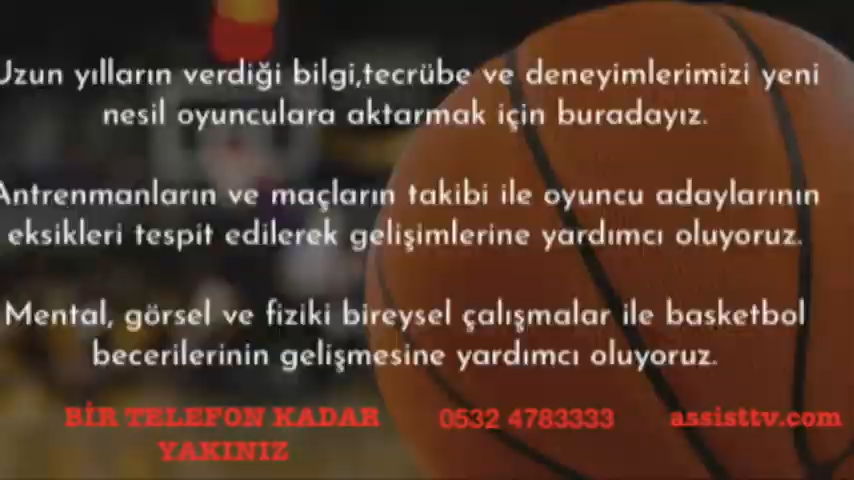 Uzun yılların verdiği bilgi,tecrübe ve deneyimlerimizi yeni
nesil oyunculara aktarmak için buradayız.
Antrenmanların ve maçların takibi ile oyuncu adaylarının
eksikleri tespit edilerek gelişimlerine yardımcı oluyoruz.
Mental, görsel ve fiziki bireysel çalışmalar ile basketbol
becerilerinin gelişmesine yardımcı oluyoruz.
BİR TELEFON KADAR
YAKINIZ
0532 4783333
assisttv.com